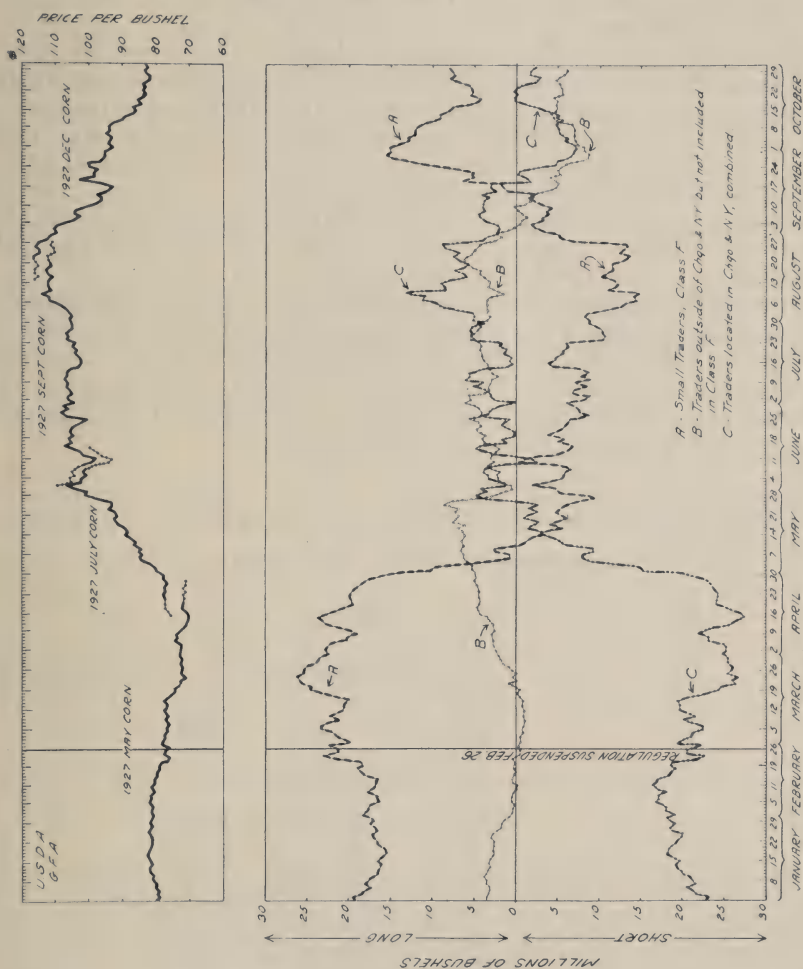 PRICE PER BUSHEL
$ 120
110
100
90
80
70
60
U S D A
G F A
1927 MAY CORN
1927 JULY CORN
1927 SEPT CORN
1927 DEC CORN
MILLIONS OF BUSHELS
LONG
SHORT
30
25
20
15
10
5
0
5
10
15
20
25
30
A
B
C
REGULATION SUSPENDED, FEB. 26
C
B
A
A
C
B
A - Small Traders, Class F
B - Traders outside of Chgo & N.Y. but not included
in Class F
C - Traders located in Chgo & N.Y., combined
8 15 22 29 5 11 19 26 5 12 19 26 2 9 16 23 30 7 14 21 28 4 11 18 25 2 9 16 23 30 6 13 20 27 3 10 17 24 1 8 15 22 29
JANUARY FEBRUARY MARCH APRIL MAY JUNE JULY AUGUST SEPTEMBER OCTOBER